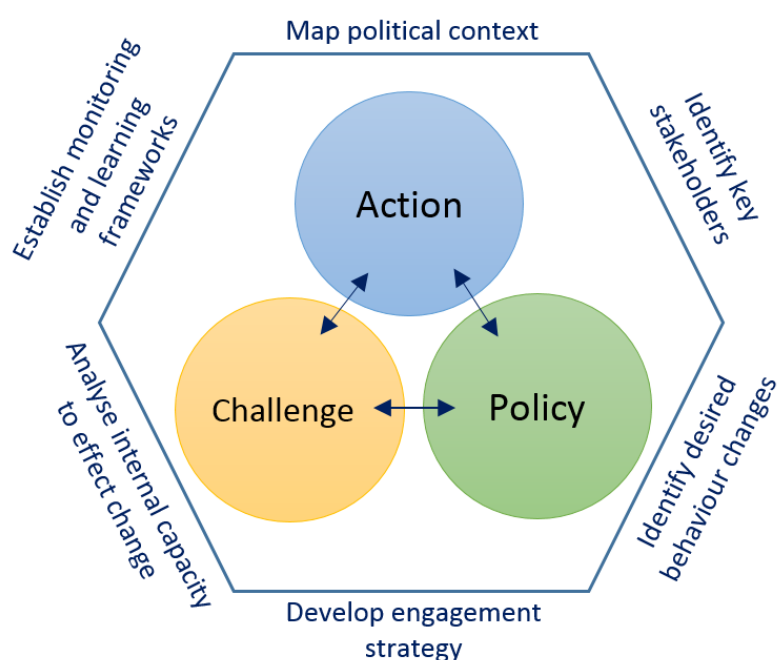 Map political context
Identify key
stakeholders
Identify desired
behaviour changes
Develop engagement
strategy
Analyse internal capacity
to effect change
Establish monitoring
and learning
frameworks
Action
Challenge
Policy